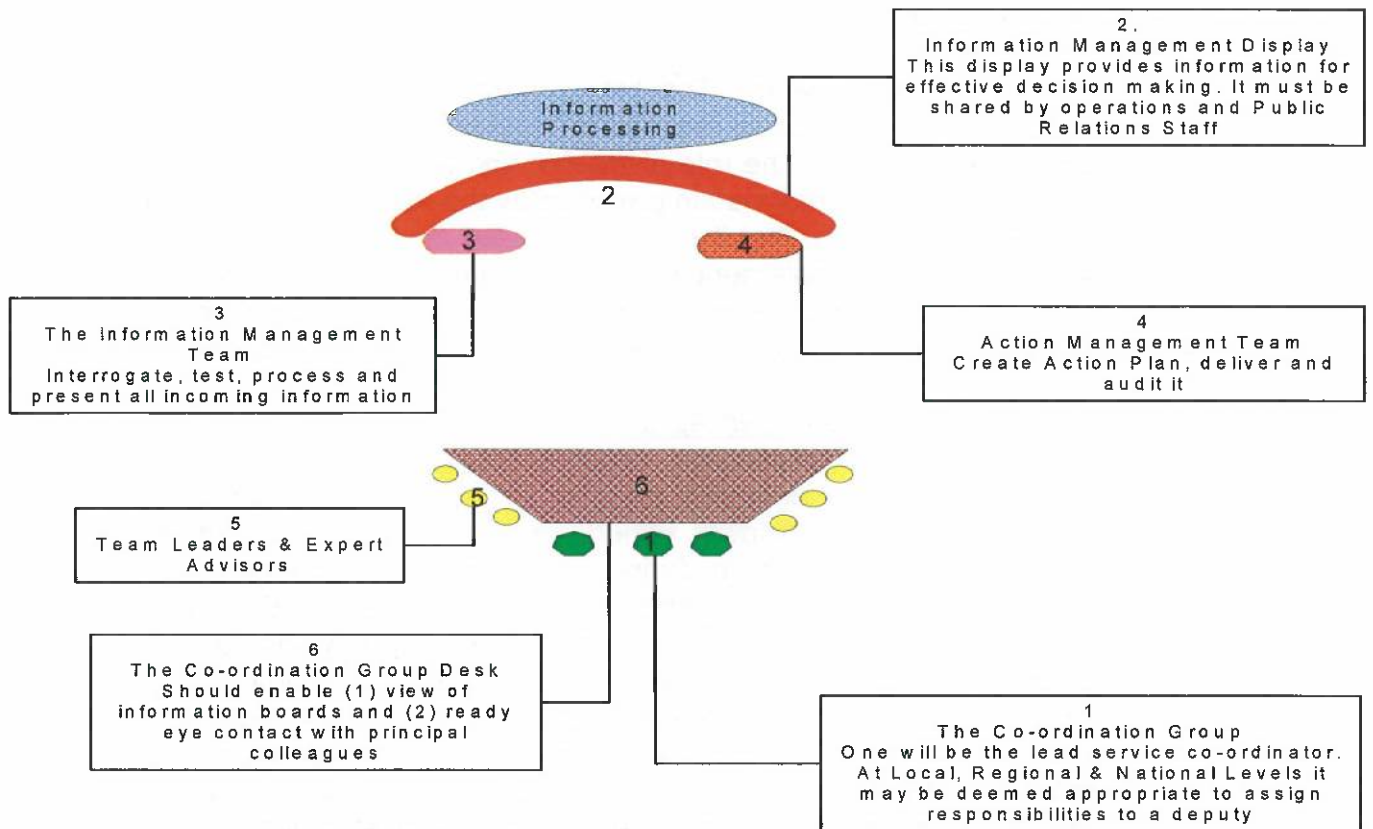 2.
Information Management Display
This display provides information for
effective decision making. It must be
shared by operations and Public
Relations Staff
Information
Processing
2
3
4
3
The Information Management
Team
Interrogate, test, process and
present all incoming information
4
Action Management Team
Create Action Plan, deliver and
audit it
5
6
1
5
Team Leaders & Expert
Advisors
6
The Co-ordination Group Desk
Should enable (1) view of
information boards and (2) ready
eye contact with principal
colleagues
1
The Co-ordination Group
One will be the lead service co-ordinator.
At Local, Regional & National Levels it
may be deemed appropriate to assign
responsibilities to a deputy